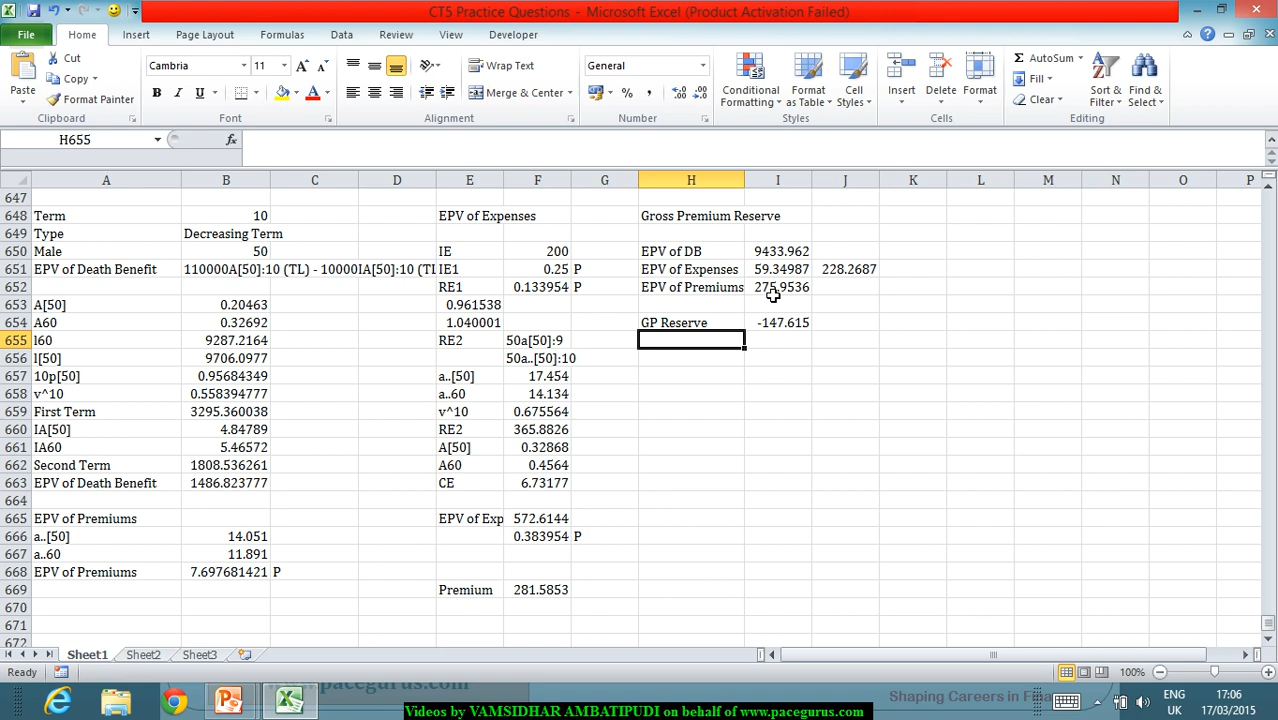 CT5 Practice Questions - Microsoft Excel (Product Activation Failed)
File Home Insert Page Layout Formulas Data Review View Developer
Paste Cut Copy Format Painter Clipboard
Cambria 11 B I U Font
Wrap Text Merge & Center Alignment
General % , Number
Conditional Formatting Format as Table Cell Styles Styles
Insert Delete Format Cells
AutoSum Fill Clear Sort & Filter Find & Select Editing
H655 fx
A B C D E F G H I J K L M N O P
647
648 Term 10 EPV of Expenses Gross Premium Reserve
649 Type Decreasing Term
650 Male 50 IE 200 EPV of DB 9433.962
651 EPV of Death Benefit 110000A[50]:10 (TL) - 10000IA[50]:10 (TL IE1 0.25 P EPV of Expenses 59.34987 228.2687
652 RE1 0.133954 P EPV of Premiums 275.9536
653 A[50] 0.20463 0.961538
654 A60 0.32692 1.040001 GP Reserve -147.615
655 l60 9287.2164 RE2 50a[50]:9
656 l[50] 9706.0977 50a..[50]:10
657 10p[50] 0.95684349 a..[50] 17.454
658 v^10 0.558394777 a..60 14.134
659 First Term 3295.360038 v^10 0.675564
660 IA[50] 4.84789 RE2 365.8826
661 IA60 5.46572 A[50] 0.32868
662 Second Term 1808.536261 A60 0.4564
663 EPV of Death Benefit 1486.823777 CE 6.73177
664
665 EPV of Premiums EPV of Exp 572.6144
666 a..[50] 14.051 0.383954 P
667 a..60 11.891
668 EPV of Premiums 7.697681421 P
669 Premium 281.5853
670
671
672
Sheet1 Sheet2 Sheet3
Ready 100%
www.pacegurus.com Shaping Careers in Fina
ENG UK 17:06 17/03/2015
Videos by VAMSIDHAR AMBATIPUDI on behalf of www.pacegurus.com